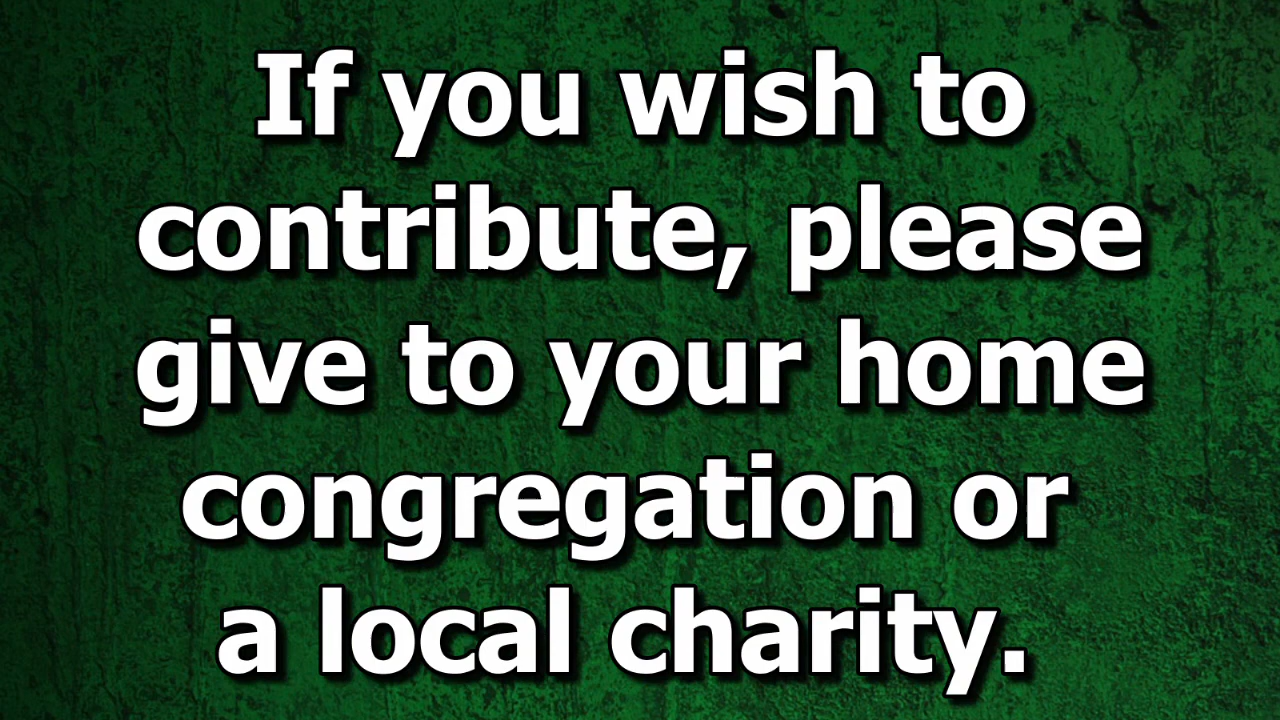 If you wish to
contribute, please
give to your home
congregation or
a local charity.